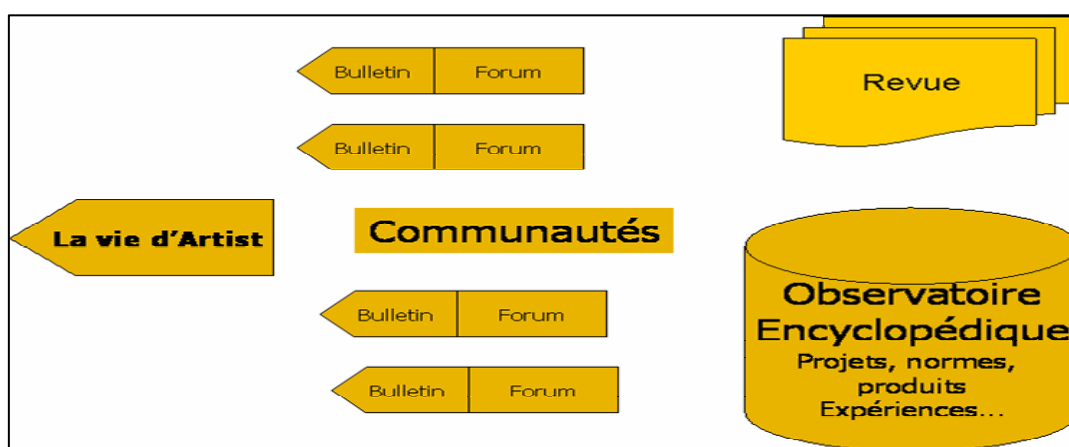 Bulletin Forum
Revue
Bulletin Forum
La vie d'Artist
Communautés
Observatoire
Encyclopédique
Projets, normes,
produits
Expériences...
Bulletin Forum
Bulletin Forum